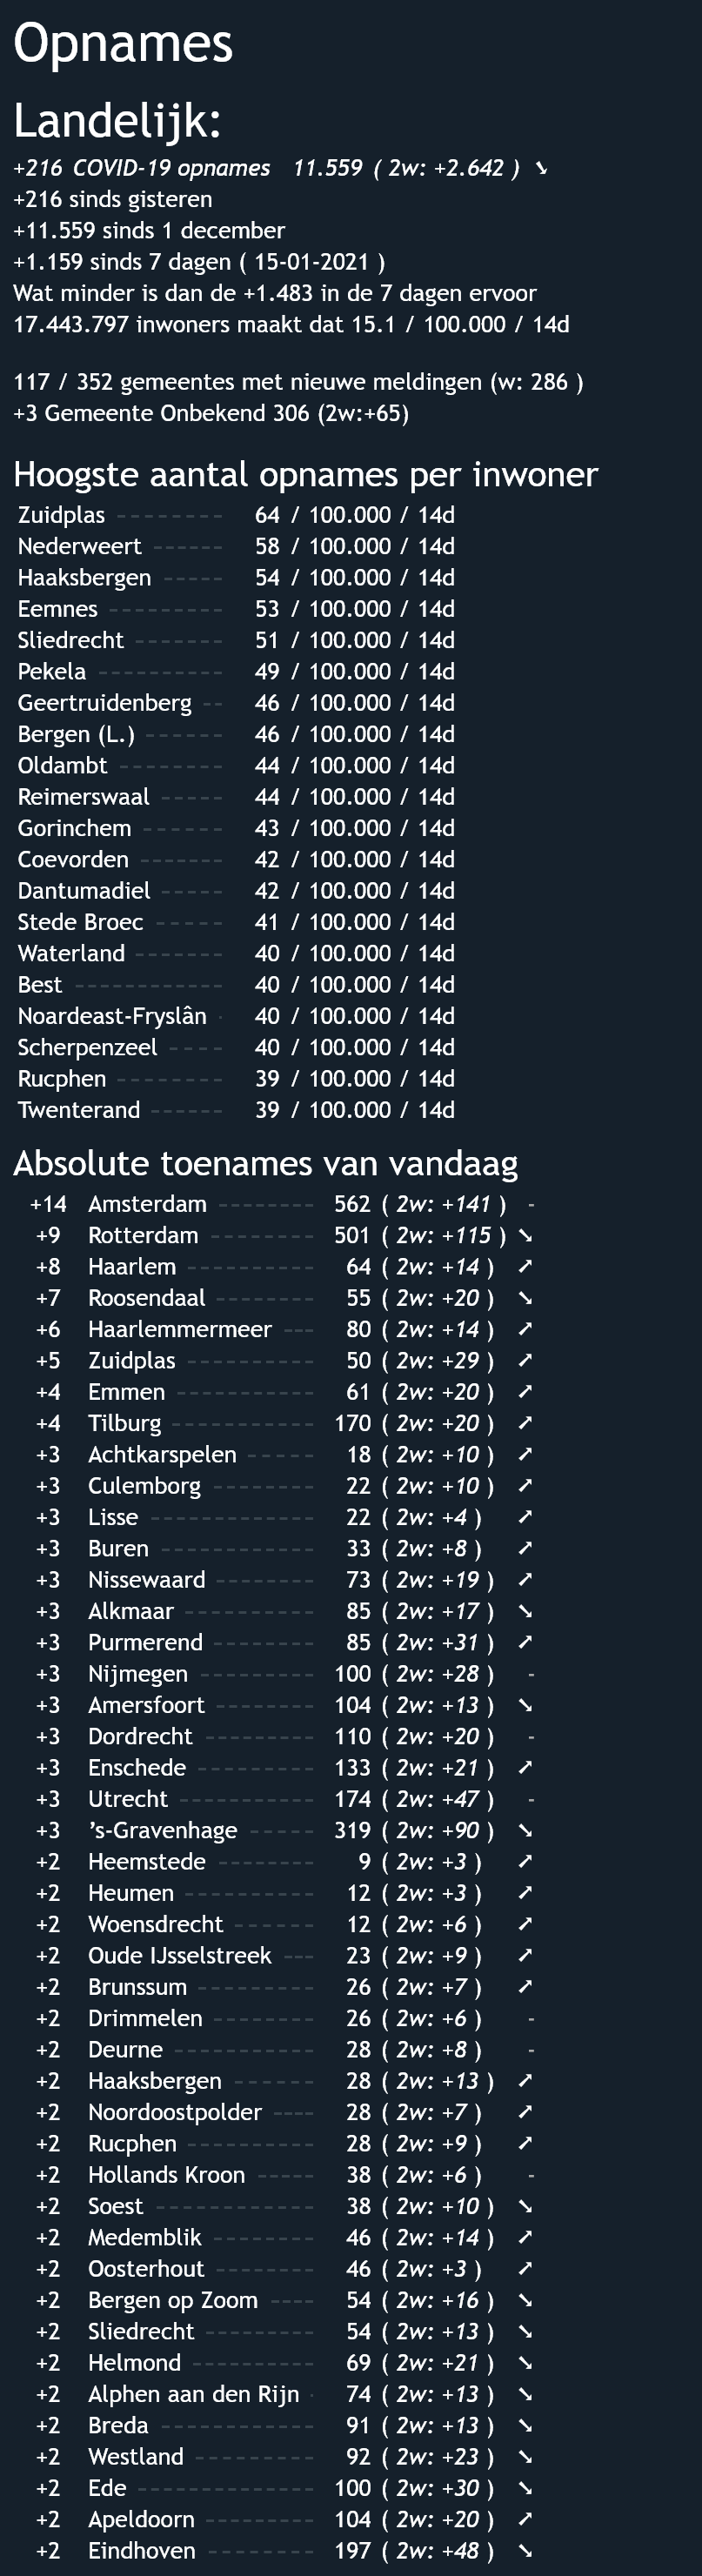 Opnames
Landelijk:
+216 COVID-19 opnames 11.559 ( 2w: +2.642 ) ➘
+216 sinds gisteren
+11.559 sinds 1 december
+1.159 sinds 7 dagen ( 15-01-2021 )
Wat minder is dan de +1.483 in de 7 dagen ervoor
17.443.797 inwoners maakt dat 15.1 / 100.000 / 14d
117 / 352 gemeentes met nieuwe meldingen (w: 286 )
+3 Gemeente Onbekend 306 (2w:+65)
Hoogste aantal opnames per inwoner
Zuidplas -------- 64 / 100.000 / 14d
Nederweert ------ 58 / 100.000 / 14d
Haaksbergen ----- 54 / 100.000 / 14d
Eemnes --------- 53 / 100.000 / 14d
Sliedrecht ------- 51 / 100.000 / 14d
Pekela ---------- 49 / 100.000 / 14d
Geertruidenberg -- 46 / 100.000 / 14d
Bergen (L.) ------ 46 / 100.000 / 14d
Oldambt -------- 44 / 100.000 / 14d
Reimerswaal ----- 44 / 100.000 / 14d
Gorinchem ------ 43 / 100.000 / 14d
Coevorden ------- 42 / 100.000 / 14d
Dantumadiel ----- 42 / 100.000 / 14d
Stede Broec ----- 41 / 100.000 / 14d
Waterland ------- 40 / 100.000 / 14d
Best ----------- 40 / 100.000 / 14d
Noardeast-Fryslân - 40 / 100.000 / 14d
Scherpenzeel ---- 40 / 100.000 / 14d
Rucphen -------- 39 / 100.000 / 14d
Twenterand ------ 39 / 100.000 / 14d
Absolute toenames van vandaag
+14 Amsterdam -------- 562 ( 2w: +141 ) -
+9 Rotterdam -------- 501 ( 2w: +115 ) ➘
+8 Haarlem ---------- 64 ( 2w: +14 ) ➚
+7 Roosendaal -------- 55 ( 2w: +20 ) ➘
+6 Haarlemmermeer --- 80 ( 2w: +14 ) ➚
+5 Zuidplas ---------- 50 ( 2w: +29 ) ➚
+4 Emmen ---------- 61 ( 2w: +20 ) ➚
+4 Tilburg ----------- 170 ( 2w: +20 ) ➚
+3 Achtkarspelen ----- 18 ( 2w: +10 ) ➚
+3 Culemborg -------- 22 ( 2w: +10 ) ➚
+3 Lisse ------------- 22 ( 2w: +4 ) ➚
+3 Buren ------------ 33 ( 2w: +8 ) ➚
+3 Nissewaard -------- 73 ( 2w: +19 ) ➚
+3 Alkmaar ---------- 85 ( 2w: +17 ) ➘
+3 Purmerend -------- 85 ( 2w: +31 ) ➚
+3 Nijmegen --------- 100 ( 2w: +28 ) -
+3 Amersfoort -------- 104 ( 2w: +13 ) ➘
+3 Dordrecht -------- 110 ( 2w: +20 ) -
+3 Enschede --------- 133 ( 2w: +21 ) ➚
+3 Utrecht ----------- 174 ( 2w: +47 ) -
+3 ’s-Gravenhage ----- 319 ( 2w: +90 ) ➘
+2 Heemstede -------- 9 ( 2w: +3 ) ➚
+2 Heumen ---------- 12 ( 2w: +3 ) ➚
+2 Woensdrecht ------ 12 ( 2w: +6 ) ➚
+2 Oude IJsselstreek --- 23 ( 2w: +9 ) ➚
+2 Brunssum --------- 26 ( 2w: +7 ) ➚
+2 Drimmelen -------- 26 ( 2w: +6 ) -
+2 Deurne ----------- 28 ( 2w: +8 ) -
+2 Haaksbergen ------ 28 ( 2w: +13 ) ➚
+2 Noordoostpolder ---- 28 ( 2w: +7 ) ➚
+2 Rucphen ---------- 28 ( 2w: +9 ) ➚
+2 Hollands Kroon ----- 38 ( 2w: +6 ) -
+2 Soest ------------ 38 ( 2w: +10 ) ➘
+2 Medemblik -------- 46 ( 2w: +14 ) ➚
+2 Oosterhout -------- 46 ( 2w: +3 ) ➚
+2 Bergen op Zoom ---- 54 ( 2w: +16 ) ➘
+2 Sliedrecht --------- 54 ( 2w: +13 ) ➘
+2 Helmond ---------- 69 ( 2w: +21 ) ➘
+2 Alphen aan den Rijn - 74 ( 2w: +13 ) ➘
+2 Breda ------------ 91 ( 2w: +13 ) ➘
+2 Westland --------- 92 ( 2w: +23 ) ➘
+2 Ede -------------- 100 ( 2w: +30 ) ➘
+2 Apeldoorn --------- 104 ( 2w: +20 ) ➚
+2 Eindhoven --------- 197 ( 2w: +48 ) ➘